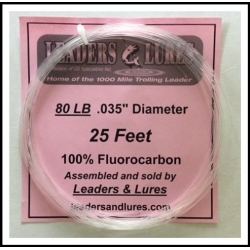 LEADERS & LURES
Home of the 1000 Mile Trolling Leader
80 LB .035" Diameter
25 Feet
100% Fluorocarbon
Assembled and sold by
Leaders & Lures
leadersandlures.com